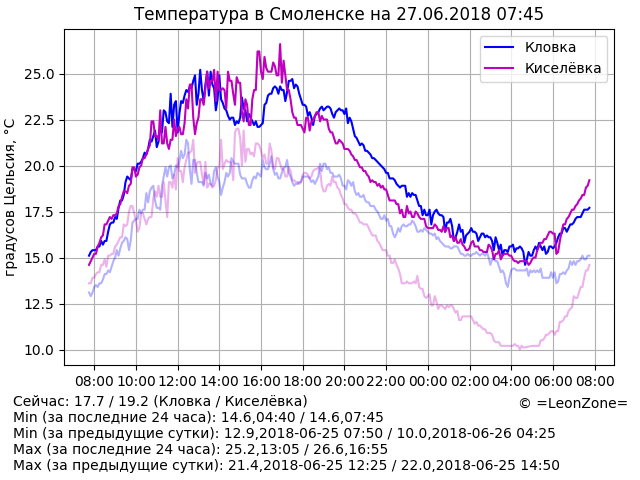 Температура в Смоленске на 27.06.2018 07:45
Кловка
Киселёвка
градусов Цельсия, °C
25.0
22.5
20.0
17.5
15.0
12.5
10.0
08:00 10:00 12:00 14:00 16:00 18:00 20:00 22:00 00:00 02:00 04:00 06:00 08:00
Сейчас: 17.7 / 19.2 (Кловка / Киселёвка)
© =LeonZone=
Min (за последние 24 часа): 14.6,04:40 / 14.6,07:45
Min (за предыдущие сутки): 12.9,2018-06-25 07:50 / 10.0,2018-06-26 04:25
Max (за последние 24 часа): 25.2,13:05 / 26.6,16:55
Max (за предыдущие сутки): 21.4,2018-06-25 12:25 / 22.0,2018-06-25 14:50